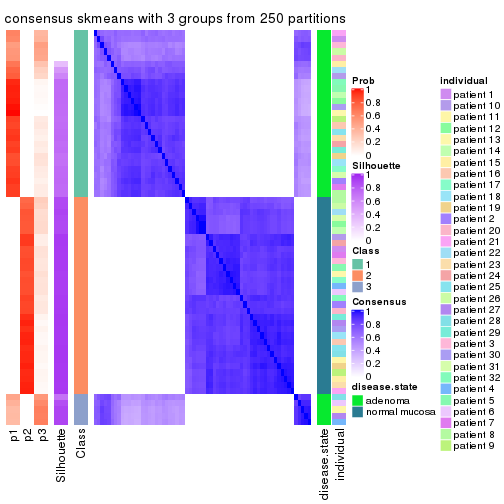 consensus skmeans with 3 groups from 250 partitions
p1
p2
p3
Silhouette
Class
disease.state
individual
Prob
1
0.8
0.6
0.4
0.2
0
Silhouette
1
0.8
0.6
0.4
0.2
0
Class
1
2
3
Consensus
1
0.8
0.6
0.4
0.2
0
disease.state
adenoma
normal mucosa
individual
patient 1
patient 10
patient 11
patient 12
patient 13
patient 14
patient 15
patient 16
patient 17
patient 18
patient 19
patient 2
patient 20
patient 21
patient 22
patient 23
patient 24
patient 25
patient 26
patient 27
patient 28
patient 29
patient 3
patient 30
patient 31
patient 32
patient 4
patient 5
patient 6
patient 7
patient 8
patient 9